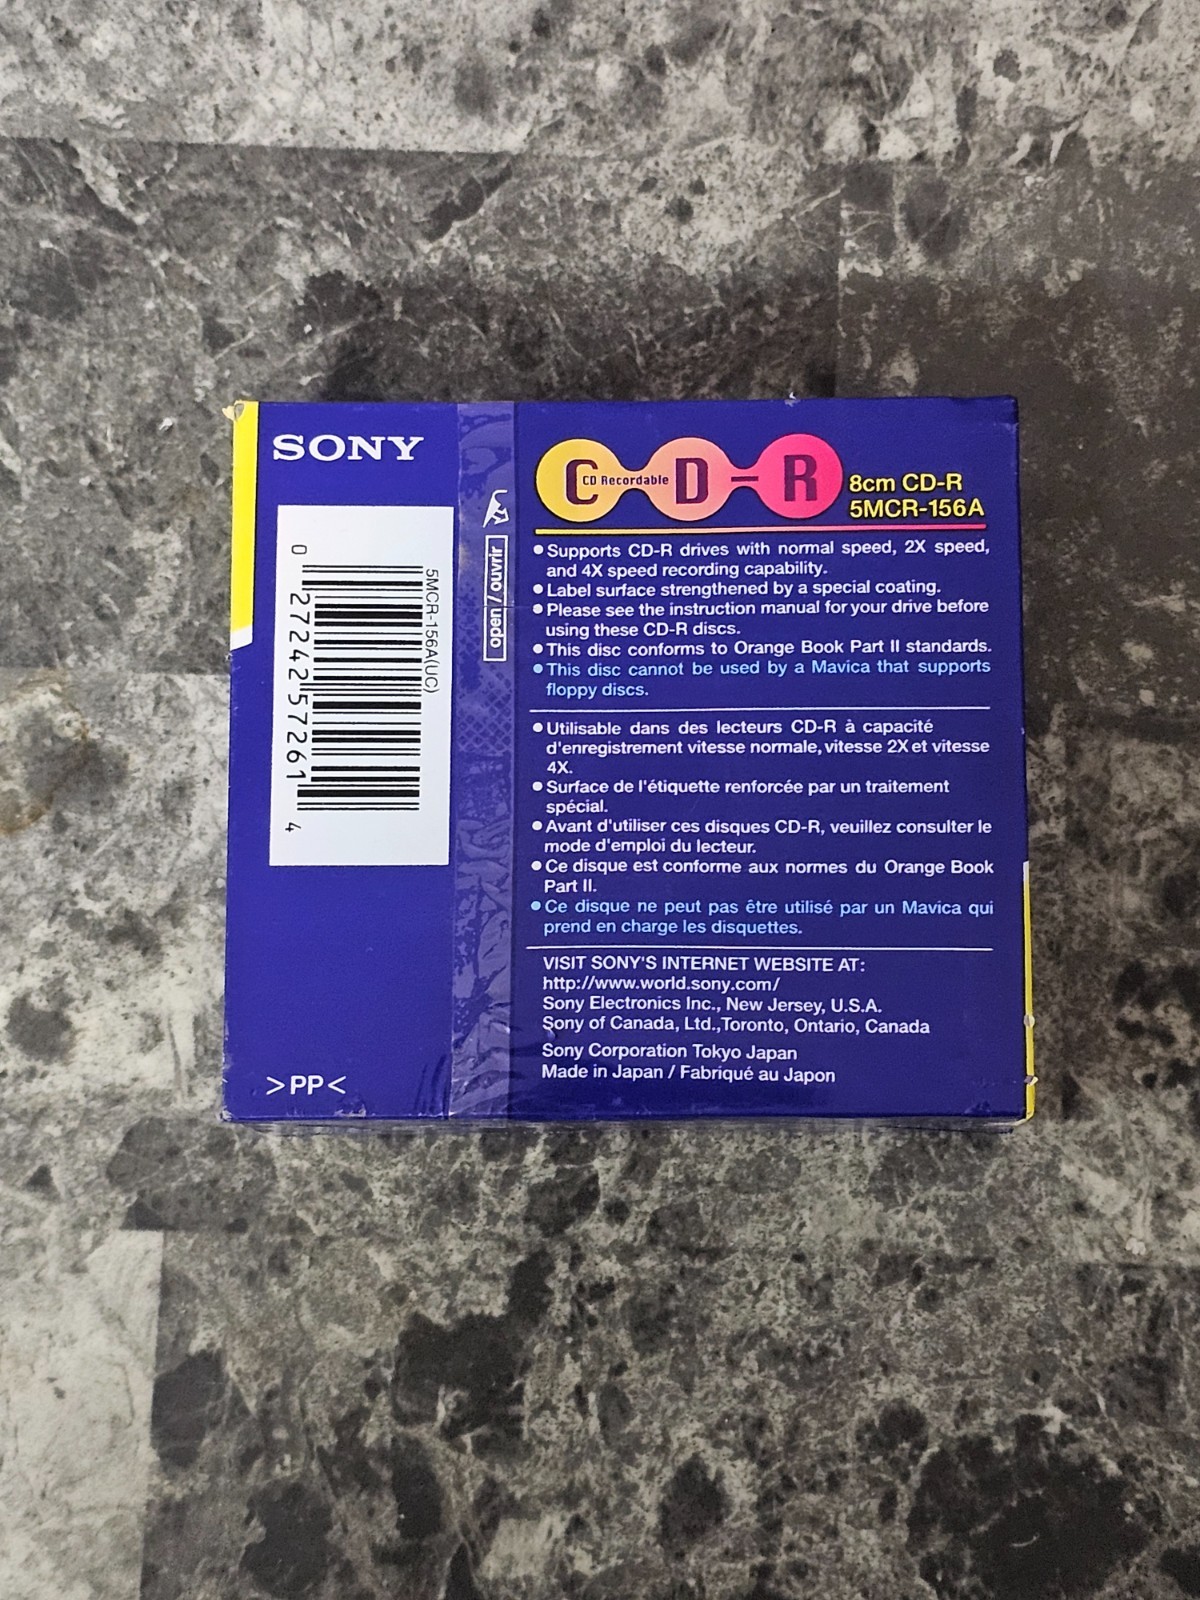 SONY
0
27242 57261
4
5MCR-156A(UC)
open / ouvrir
CD-R
CD Recordable
8cm CD-R
5MCR-156A
●Supports CD-R drives with normal speed, 2X speed,
and 4X speed recording capability.
●Label surface strengthened by a special coating.
●Please see the instruction manual for your drive before
using these CD-R discs.
●This disc conforms to Orange Book Part II standards.
●This disc cannot be used by a Mavica that supports
floppy discs.
●Utilisable dans des lecteurs CD-R à capacité
d'enregistrement vitesse normale, vitesse 2X et vitesse
4X.
●Surface de l'étiquette renforcée par un traitement
spécial.
●Avant d'utiliser ces disques CD-R, veuillez consulter le
mode d'emploi du lecteur.
●Ce disque est conforme aux normes du Orange Book
Part II.
●Ce disque ne peut pas être utilisé par un Mavica qui
prend en charge les disquettes.
VISIT SONY'S INTERNET WEBSITE AT:
http://www.world.sony.com/
Sony Electronics Inc., New Jersey, U.S.A.
Sony of Canada, Ltd.,Toronto, Ontario, Canada
Sony Corporation Tokyo Japan
Made in Japan / Fabriqué au Japon
>PP<